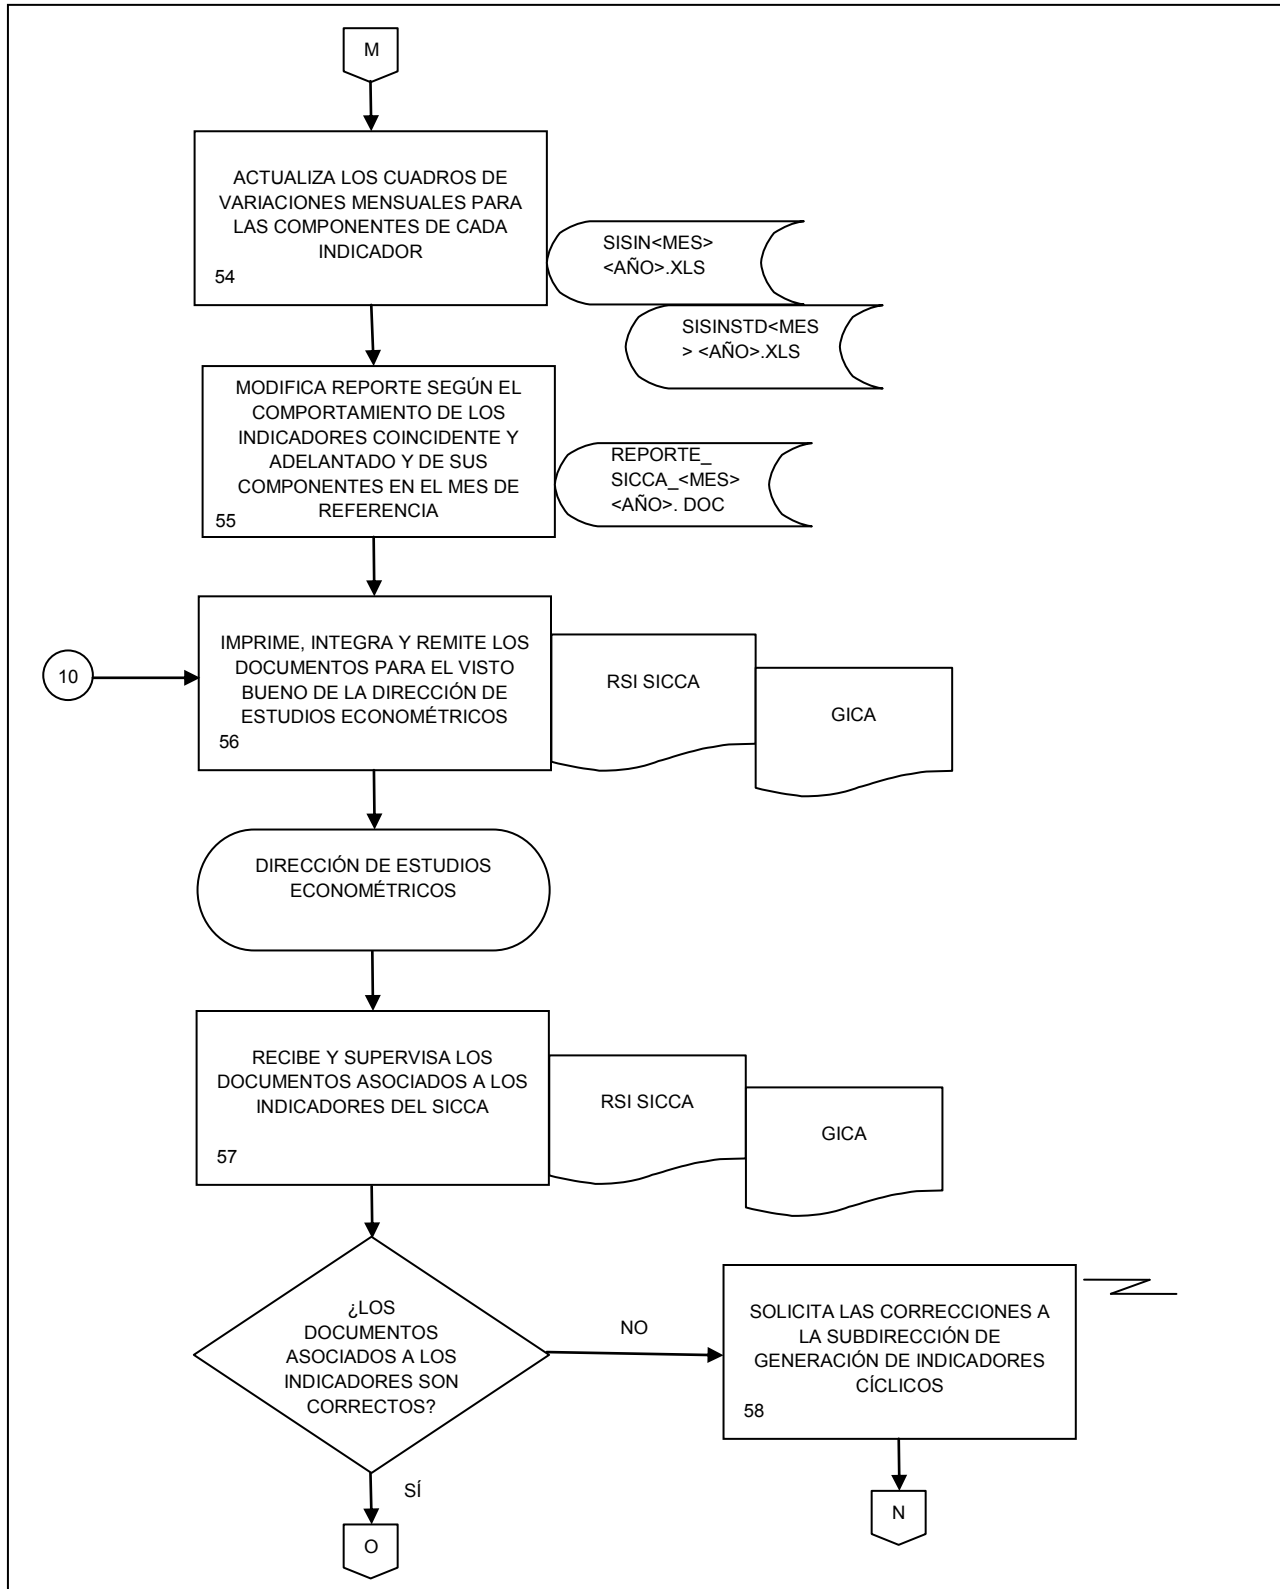 M
ACTUALIZA LOS CUADROS DE
VARIACIONES MENSUALES PARA
LAS COMPONENTES DE CADA
INDICADOR
54
SISIN<MES>
<AÑO>.XLS
SISINSTD<MES
> <AÑO>.XLS
MODIFICA REPORTE SEGÚN EL
COMPORTAMIENTO DE LOS
INDICADORES COINCIDENTE Y
ADELANTADO Y DE SUS
COMPONENTES EN EL MES DE
REFERENCIA
55
REPORTE_
SICCA_<MES>
<AÑO>. DOC
10
IMPRIME, INTEGRA Y REMITE LOS
DOCUMENTOS PARA EL VISTO
BUENO DE LA DIRECCIÓN DE
ESTUDIOS ECONOMÉTRICOS
56
RSI SICCA
GICA
DIRECCIÓN DE ESTUDIOS
ECONOMÉTRICOS
RECIBE Y SUPERVISA LOS
DOCUMENTOS ASOCIADOS A LOS
INDICADORES DEL SICCA
57
RSI SICCA
GICA
¿LOS
DOCUMENTOS
ASOCIADOS A LOS
INDICADORES SON
CORRECTOS?
NO
SOLICITA LAS CORRECCIONES A
LA SUBDIRECCIÓN DE
GENERACIÓN DE INDICADORES
CÍCLICOS
58
SÍ
N
O